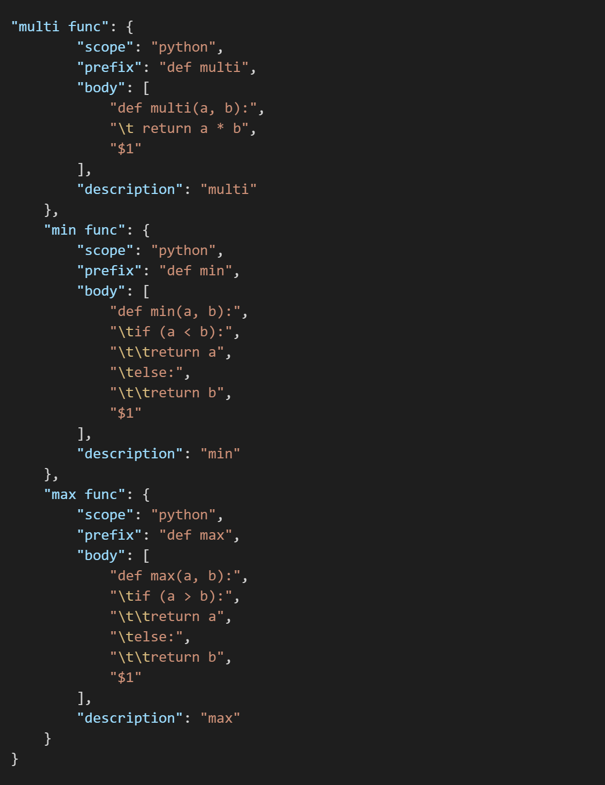 "multi func": {
        "scope": "python",
        "prefix": "def multi",
        "body": [
            "def multi(a, b):",
            "\t return a * b",
            "$1"
        ],
        "description": "multi"
    },
    "min func": {
        "scope": "python",
        "prefix": "def min",
        "body": [
            "def min(a, b):",
            "\tif (a < b):",
            "\t\treturn a",
            "\telse:",
            "\t\treturn b",
            "$1"
        ],
        "description": "min"
    },
    "max func": {
        "scope": "python",
        "prefix": "def max",
        "body": [
            "def max(a, b):",
            "\tif (a > b):",
            "\t\treturn a",
            "\telse:",
            "\t\treturn b",
            "$1"
        ],
        "description": "max"
    }
}